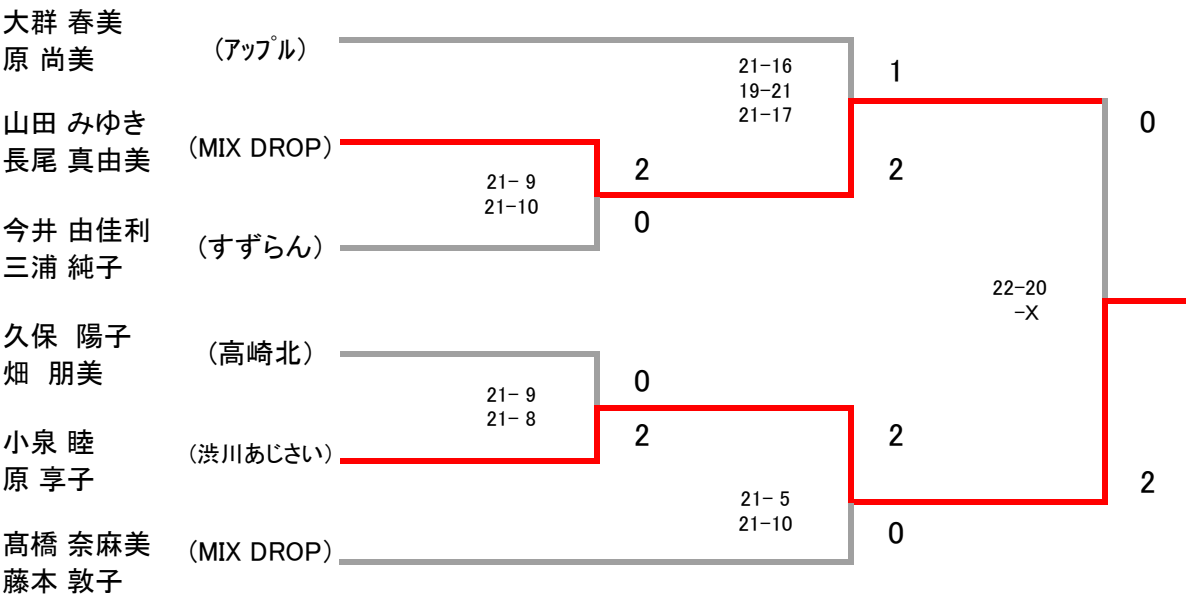 大群 春美
原 尚美
(アップル)
21-16
19-21
21-17
1
0
山田 みゆき
長尾 真由美
(MIX DROP)
21- 9
21-10
2
0
2
今井 由佳利
三浦 純子
(すずらん)
22-20
-X
久保 陽子
畑 朋美
(高崎北)
21- 9
21- 8
0
2
2
小泉 睦
原 享子
(渋川あじさい)
21- 5
21-10
0
2
髙橋 奈麻美
藤本 敦子
(MIX DROP)